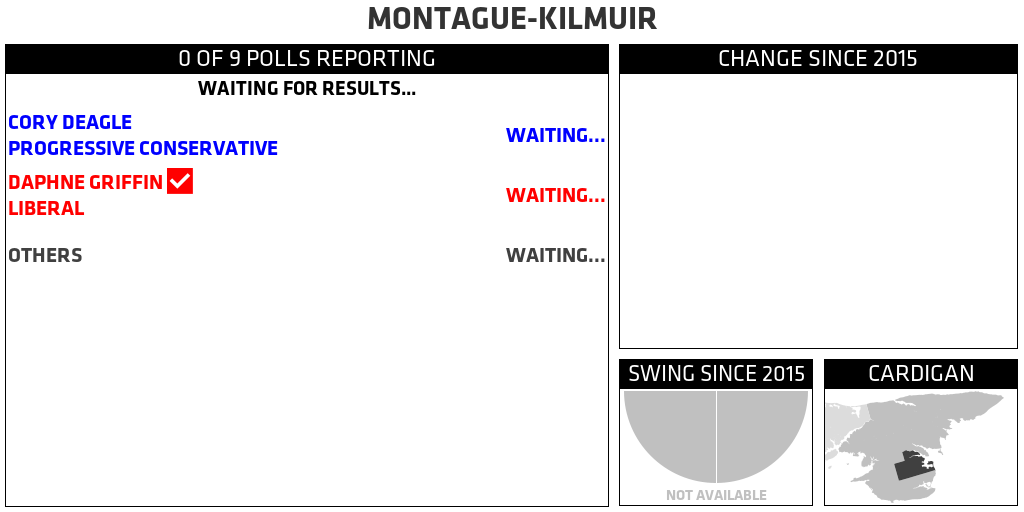 MONTAGUE-KILMUIR
0 OF 9 POLLS REPORTING
WAITING FOR RESULTS...
CORY DEAGLE
PROGRESSIVE CONSERVATIVE
WAITING...
DAPHNE GRIFFIN
LIBERAL
WAITING...
OTHERS
WAITING...
CHANGE SINCE 2015
SWING SINCE 2015
NOT AVAILABLE
CARDIGAN